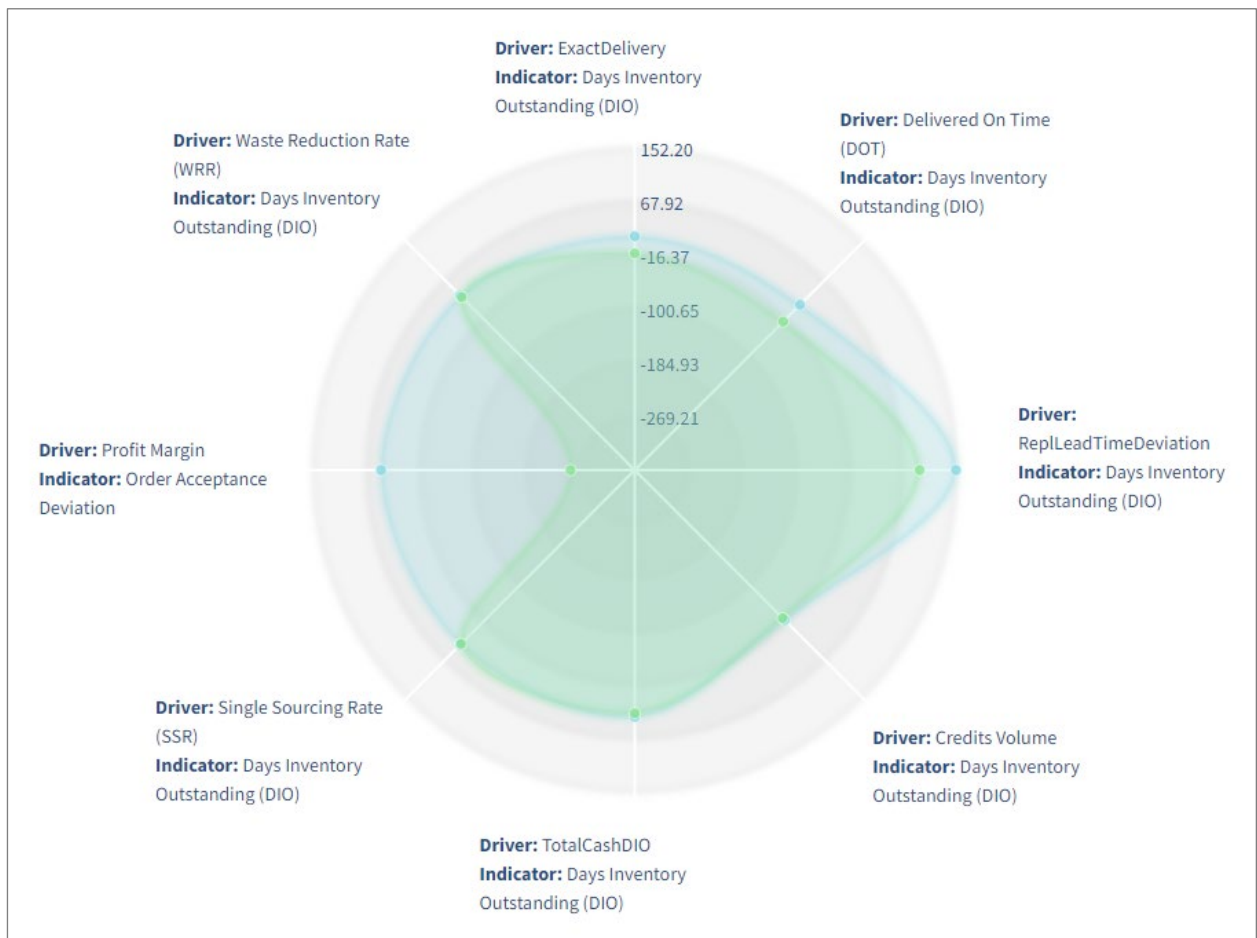 Driver: ExactDelivery
Indicator: Days Inventory
Outstanding (DIO)
Driver: Delivered On Time
(DOT)
Indicator: Days Inventory
Outstanding (DIO)
Driver: Waste Reduction Rate
(WRR)
Indicator: Days Inventory
Outstanding (DIO)
152.20
67.92
-16.37
-100.65
-184.93
-269.21
Driver:
ReplLeadTimeDeviation
Indicator: Days Inventory
Outstanding (DIO)
Driver: Profit Margin
Indicator: Order Acceptance
Deviation
Driver: Single Sourcing Rate
(SSR)
Indicator: Days Inventory
Outstanding (DIO)
Driver: Credits Volume
Indicator: Days Inventory
Outstanding (DIO)
Driver: TotalCashDIO
Indicator: Days Inventory
Outstanding (DIO)